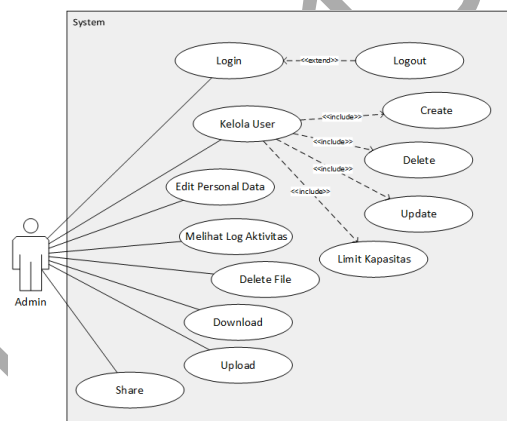 System
Login
<<extend>>
Logout
Kelola User
<<include>>
Create
<<include>>
Delete
<<include>>
Update
<<include>>
Limit Kapasitas
Edit Personal Data
Melihat Log Aktivitas
Delete File
Download
Upload
Share
Admin